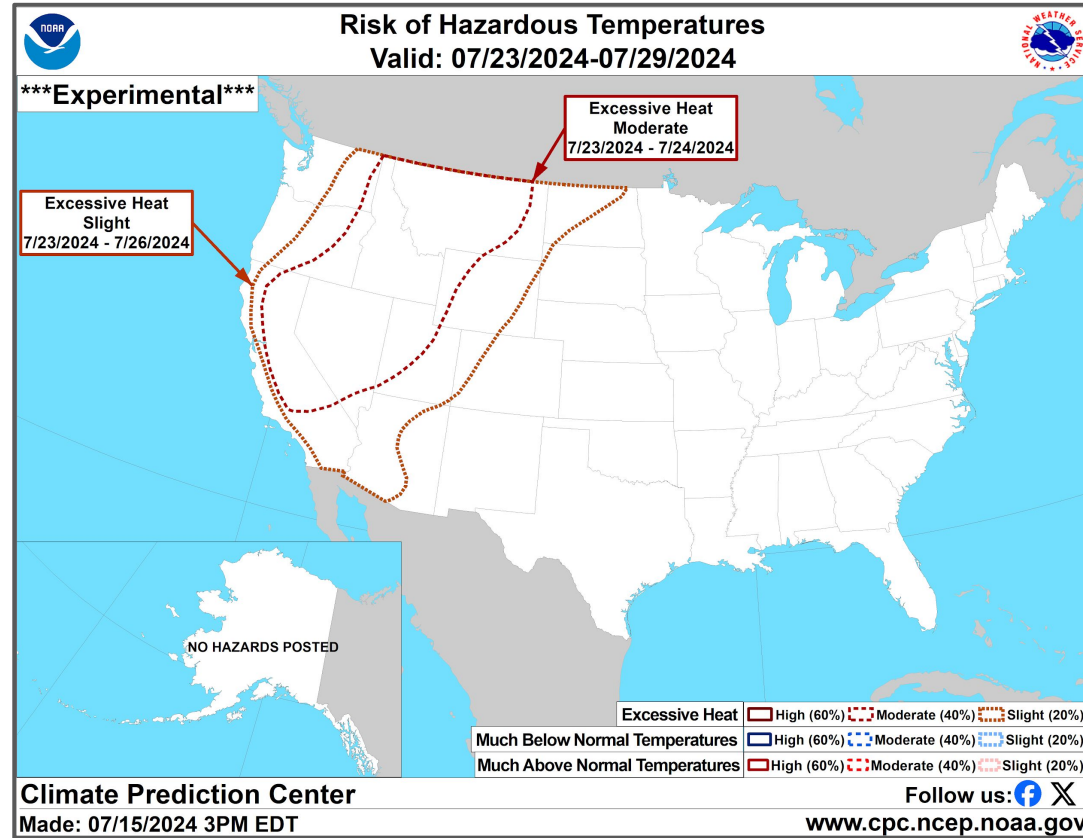 NOAA
Risk of Hazardous Temperatures
Valid: 07/23/2024-07/29/2024
NATIONAL WEATHER SERVICE
***Experimental***
Excessive Heat
Moderate
7/23/2024 - 7/24/2024
Excessive Heat
Slight
7/23/2024 - 7/26/2024
NO HAZARDS POSTED
Excessive Heat High (60%) Moderate (40%) Slight (20%)
Much Below Normal Temperatures High (60%) Moderate (40%) Slight (20%)
Much Above Normal Temperatures High (60%) Moderate (40%) Slight (20%)
Climate Prediction Center
Follow us:
Made: 07/15/2024 3PM EDT
www.cpc.ncep.noaa.gov